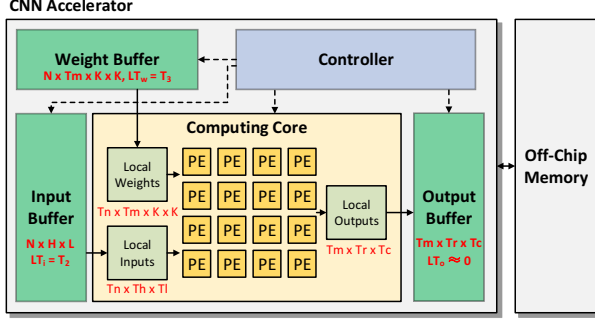 CNN Accelerator
Weight Buffer
N x Tm x K x K, LTw = T3
Controller
Computing Core
Local
Weights
Tn x Tm x K x K
PE PE PE PE
PE PE PE PE
PE PE PE PE
PE PE PE PE
Input
Buffer
N x H x L
LTi = T2
Local
Inputs
Tn x Th x Tl
Local
Outputs
Tm x Tr x Tc
Output
Buffer
Tm x Tr x Tc
LTo ≈ 0
Off-Chip
Memory